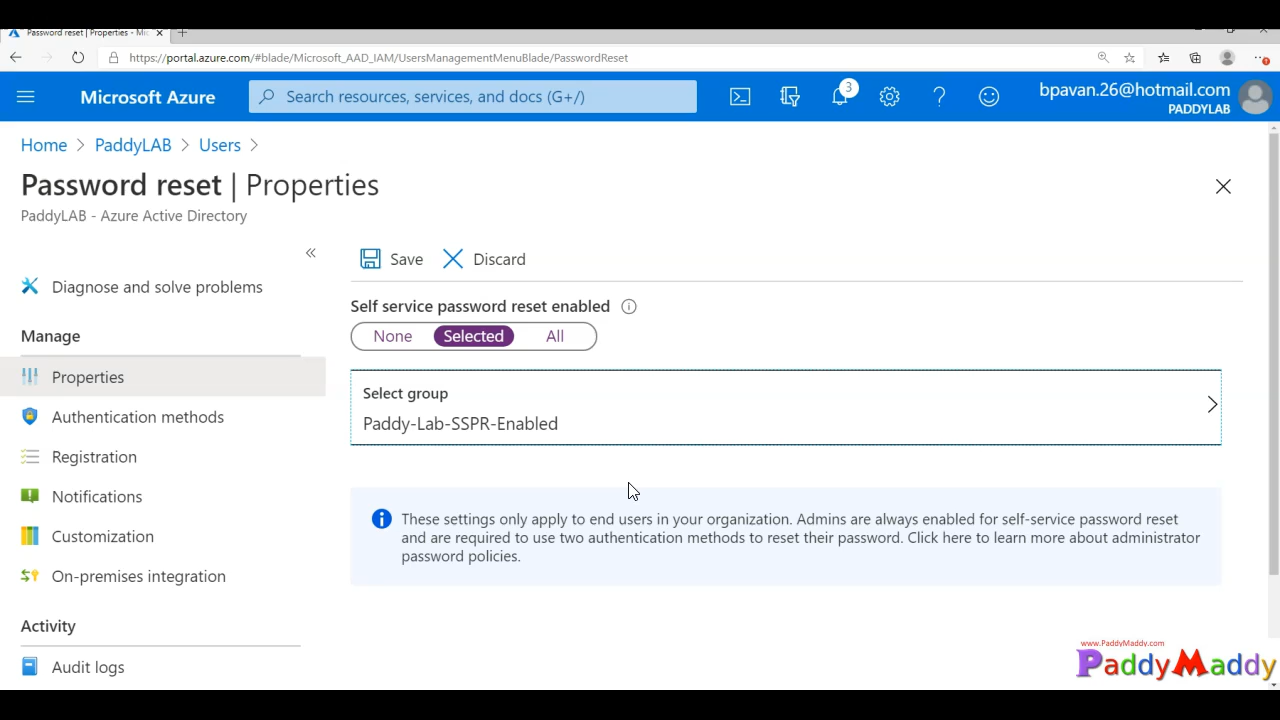 Password reset | Properties - Mic
https://portal.azure.com/#blade/Microsoft_AAD_IAM/UsersManagementMenuBlade/PasswordReset
Microsoft Azure
Search resources, services, and docs (G+/)
3
bpavan.26@hotmail.com
PADDYLAB
Home > PaddyLAB > Users >
Password reset | Properties
PaddyLAB - Azure Active Directory
Diagnose and solve problems
Manage
Properties
Authentication methods
Registration
Notifications
Customization
On-premises integration
Activity
Audit logs
Save
Discard
Self service password reset enabled
None
Selected
All
Select group
Paddy-Lab-SSPR-Enabled
These settings only apply to end users in your organization. Admins are always enabled for self-service password reset
and are required to use two authentication methods to reset their password. Click here to learn more about administrator
password policies.
www.PaddyMaddy.com
PaddyMaddy